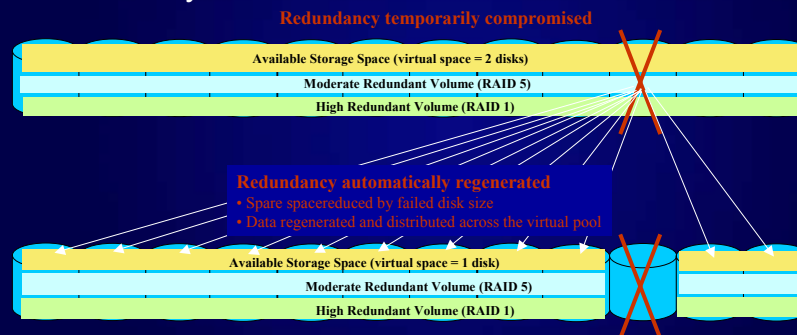 Redundancy temporarily compromised
Available Storage Space (virtual space = 2 disks)
Moderate Redundant Volume (RAID 5)
High Redundant Volume (RAID 1)
Redundancy automatically regenerated
• Spare spacereduced by failed disk size
• Data regenerated and distributed across the virtual pool
Available Storage Space (virtual space = 1 disk)
Moderate Redundant Volume (RAID 5)
High Redundant Volume (RAID 1)